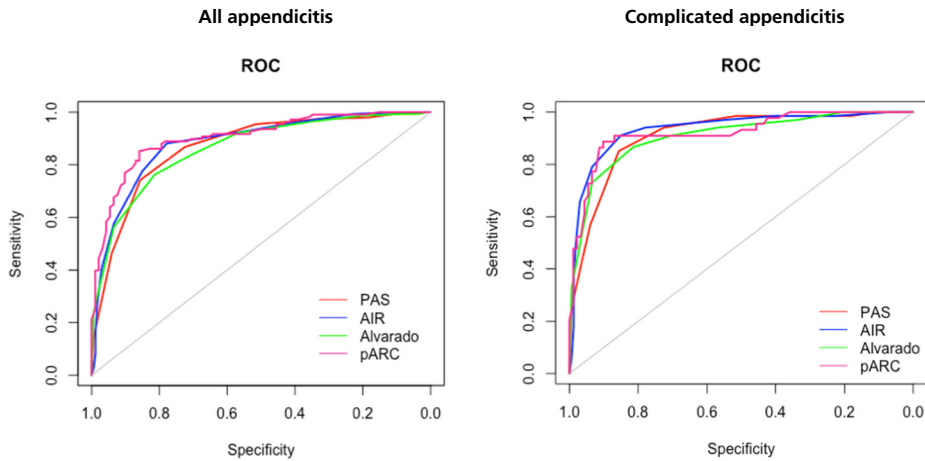 All appendicitis
ROC
Sensitivity
1.0
0.8
0.6
0.4
0.2
0.0
PAS
AIR
Alvarado
pARC
1.0 0.8 0.6 0.4 0.2 0.0
Specificity
Complicated appendicitis
ROC
Sensitivity
1.0
0.8
0.6
0.4
0.2
0.0
PAS
AIR
Alvarado
pARC
1.0 0.8 0.6 0.4 0.2 0.0
Specificity